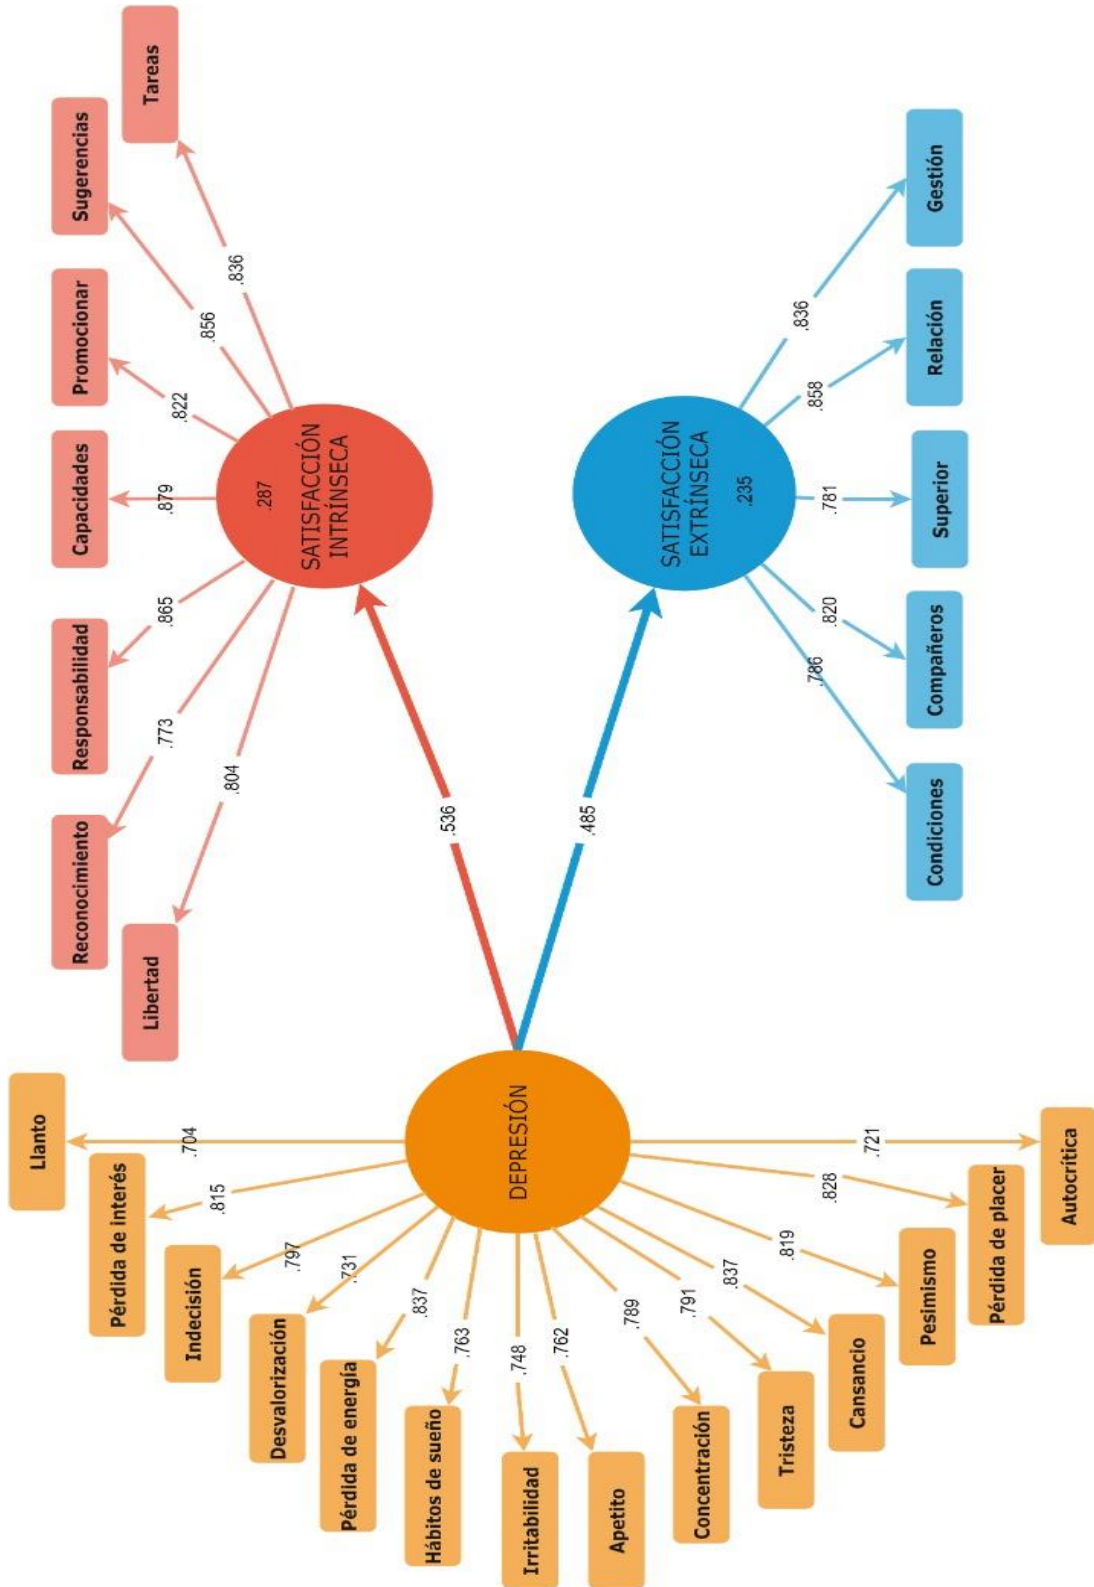 Llanto
.704
Pérdida de interés
.815
Indecisión
.797
Desvalorización
.731
Pérdida de energía
.837
Hábitos de sueño
.763
Irritabilidad
.748
Apetito
.762
Concentración
.789
Tristeza
.791
Cansancio
.837
Pesimismo
.819
Pérdida de placer
.828
Autocrítica
.721
DEPRESIÓN
.536
.485
Libertad
.804
Reconocimiento
.773
Responsabilidad
.865
Capacidades
.879
Promocionar
.822
Sugerencias
.856
Tareas
.836
.287
SATISFACCIÓN
INTRÍNSECA
SATISFACCIÓN
EXTRÍNSECA
.235
Condiciones
.786
Compañeros
.820
Superior
.781
Relación
.858
Gestión
.836